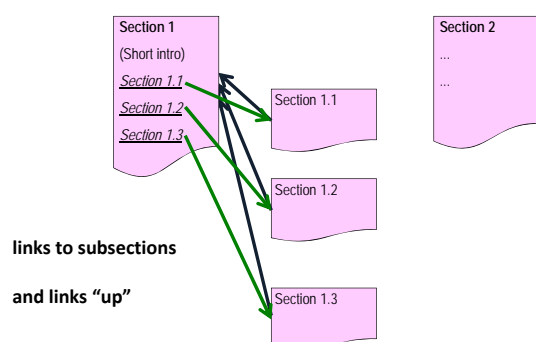 Section 1
(Short intro)
Section 1.1
Section 1.2
Section 1.3
Section 2
...
...
Section 1.1
Section 1.2
Section 1.3
links to subsections
and links “up”